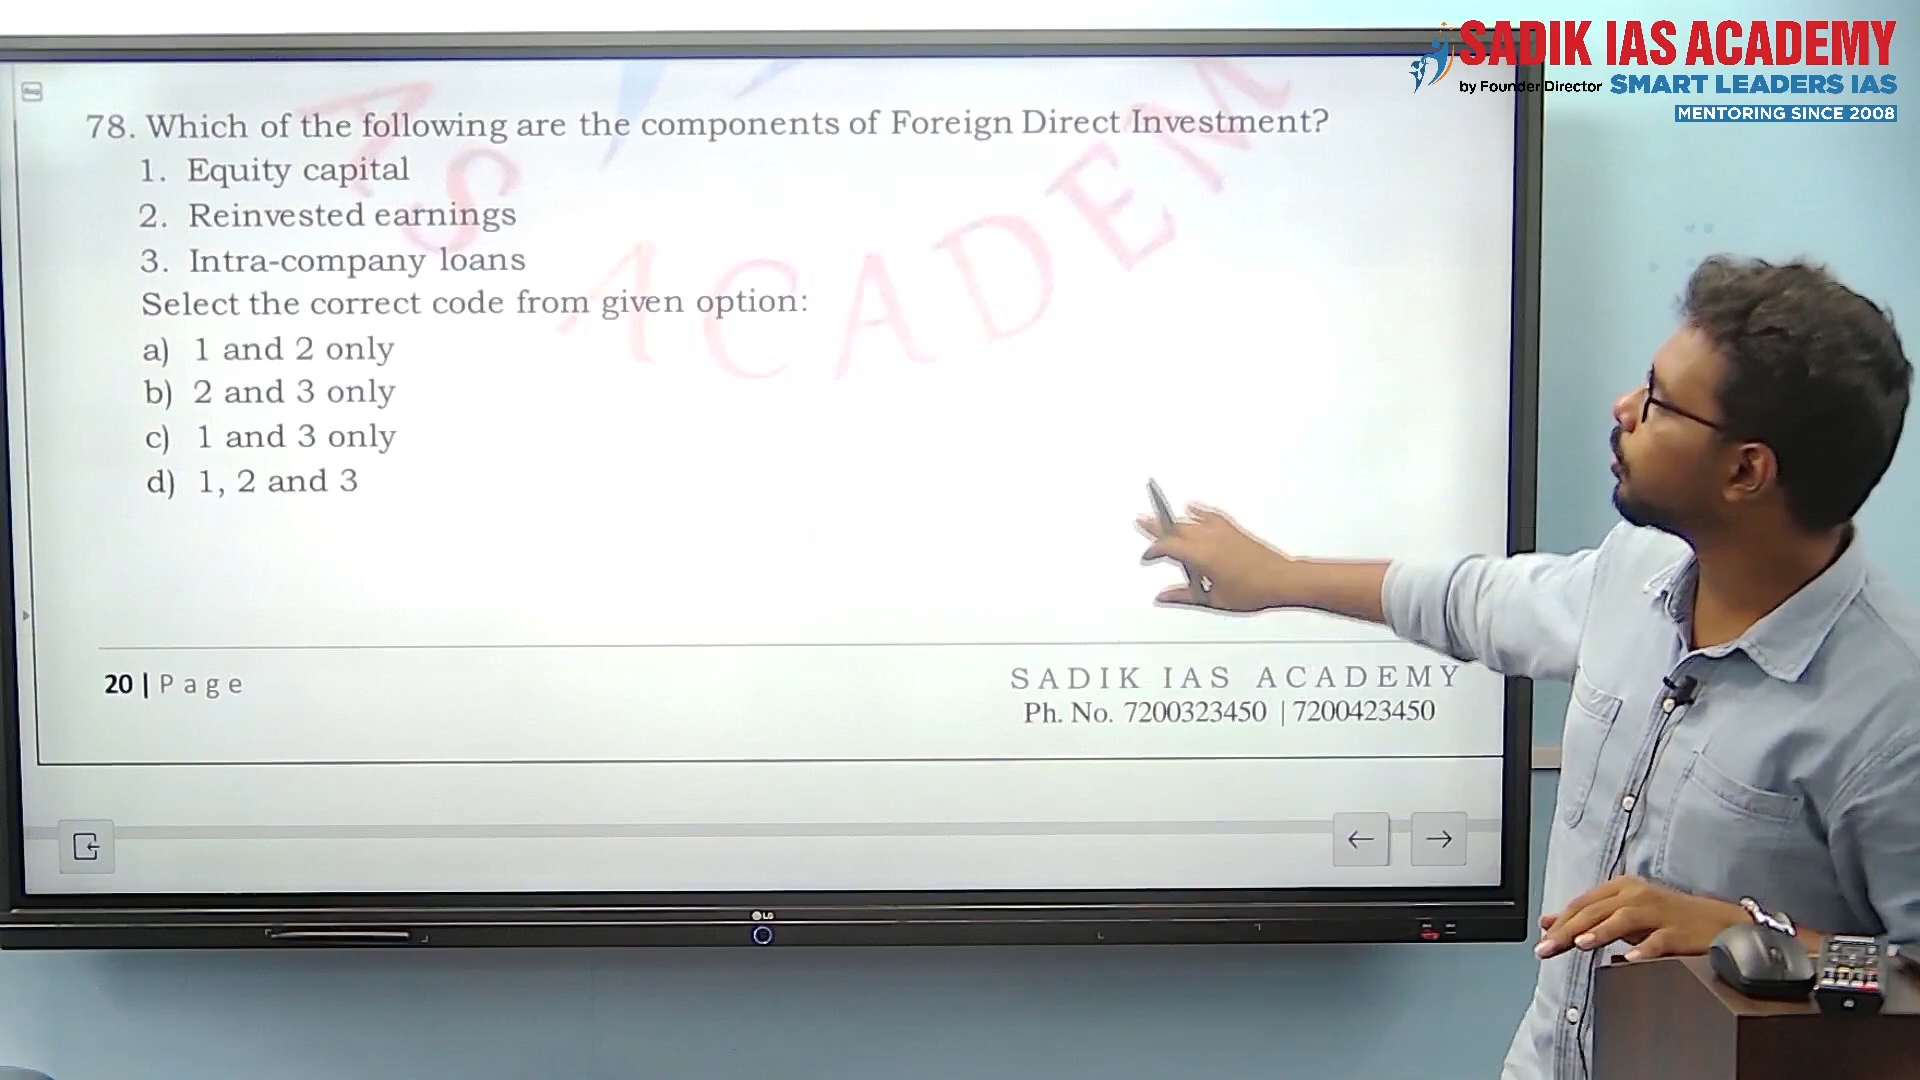 SADIK IAS ACADEMY
by Founder Director SMART LEADERS IAS
MENTORING SINCE 2008
78. Which of the following are the components of Foreign Direct Investment?
1. Equity capital
2. Reinvested earnings
3. Intra-company loans
Select the correct code from given option:
a) 1 and 2 only
b) 2 and 3 only
c) 1 and 3 only
d) 1, 2 and 3
ACADEM
20 | Page
SADIK IAS ACADEMY
Ph. No. 7200323450 | 7200423450
LG